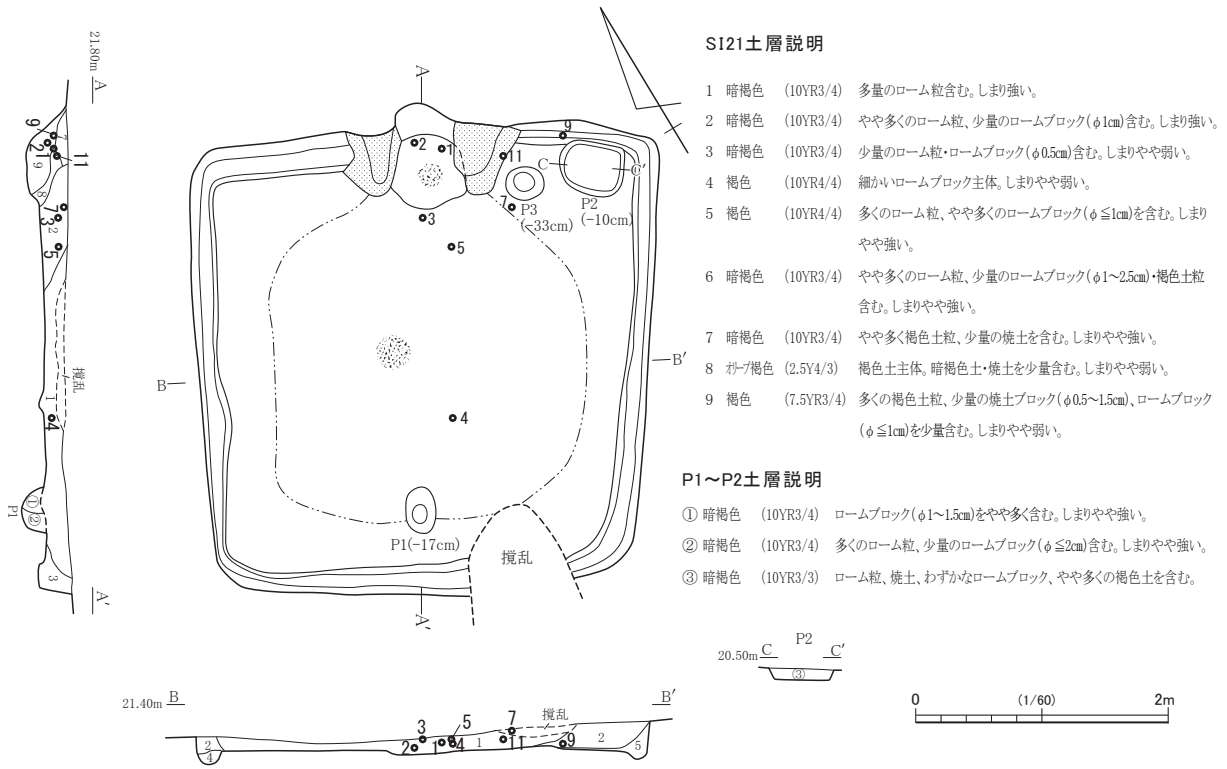 SI21土層説明
1 暗褐色 (10YR3/4) 多量のローム粒含む。しまり強い。
2 暗褐色 (10YR3/4) やや多くのローム粒、少量のロームブロック(φ1cm)含む。しまり強い。
3 暗褐色 (10YR3/4) 少量のローム粒・ロームブロック(φ0.5cm)含む。しまりやや弱い。
4 褐色 (10YR4/4) 細かいロームブロック主体。しまりやや弱い。
5 褐色 (10YR4/4) 多くのローム粒、やや多くのロームブロック(φ≦1cm)を含む。しまり
やや強い。
6 暗褐色 (10YR3/4) やや多くのローム粒、少量のロームブロック(φ1~2.5cm)・褐色土粒
含む。しまりやや強い。
7 暗褐色 (10YR3/4) やや多く褐色土粒、少量の焼土を含む。しまりやや強い。
8 オリーブ褐色 (2.5Y4/3) 褐色土主体。暗褐色土・焼土を少量含む。しまりやや弱い。
9 褐色 (7.5YR3/4) 多くの褐色土粒、少量の焼土ブロック(φ0.5~1.5cm)、ロームブロック
(φ≦1cm)を少量含む。しまりやや弱い。
P1~P2土層説明
① 暗褐色 (10YR3/4) ロームブロック(φ1~1.5cm)をやや多く含む。しまりやや強い。
② 暗褐色 (10YR3/4) 多くのローム粒、少量のロームブロック(φ≦2cm)含む。しまりやや強い。
③ 暗褐色 (10YR3/3) ローム粒、焼土、わずかなロームブロック、やや多くの褐色土を含む。
21.80m A
9
2
1
11
9
8
7
3
2
5
撹乱
1
4
P1
①
②
3
A'
A
2
1
11
9
C
C'
7
P3
(-33cm)
P2
(-10cm)
3
5
B
B'
4
P1(-17cm)
撹乱
A'
21.40m B
B'
3
5
7
撹乱
2
4
2
1
4
1
11
9
2
5
P2
20.50m C
C'
③
0
(1/60)
2m